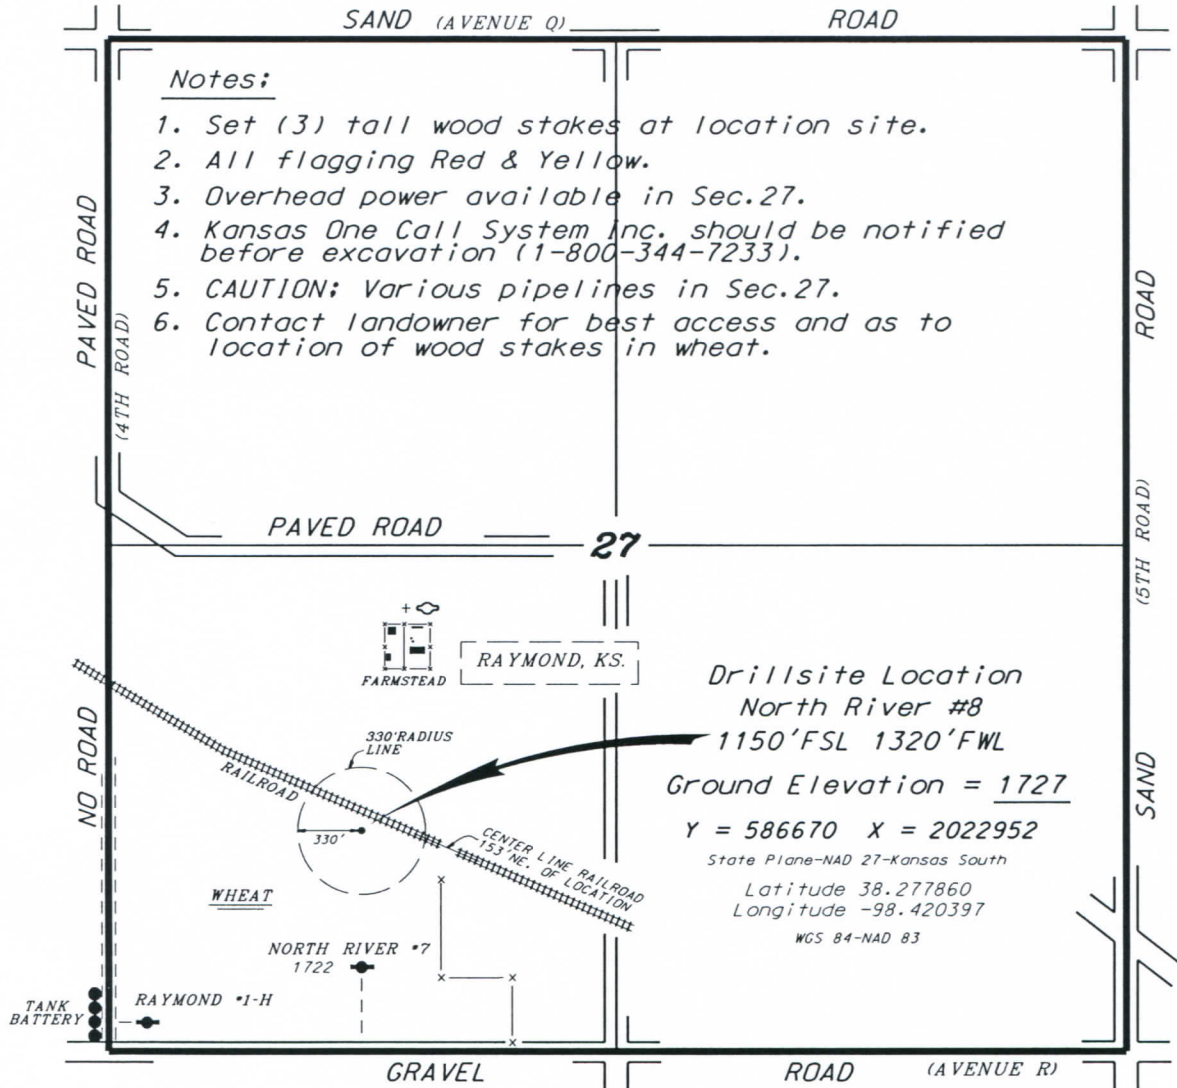 SAND (AVENUE Q) ROAD
Notes:
1. Set (3) tall wood stakes at location site.
2. All flagging Red & Yellow.
3. Overhead power available in Sec.27.
4. Kansas One Call System Inc. should be notified
before excavation (1-800-344-7233).
5. CAUTION: Various pipelines in Sec.27.
6. Contact landowner for best access and as to
location of wood stakes in wheat.
PAVED ROAD
(4TH ROAD)
ROAD
(5TH ROAD)
SAND
PAVED ROAD
27
RAYMOND, KS.
FARMSTEAD
NO ROAD
330'RADIUS
LINE
RAILROAD
330'
CENTER LINE RAILROAD
153'NE. OF LOCATION
Drillsite Location
North River #8
1150'FSL 1320'FWL
Ground Elevation = 1727
Y = 586670 X = 2022952
State Plane-NAD 27-Kansas South
Latitude 38.277860
Longitude -98.420397
WGS 84-NAD 83
WHEAT
NORTH RIVER #7
1722
TANK
BATTERY
RAYMOND #1-H
GRAVEL ROAD (AVENUE R)